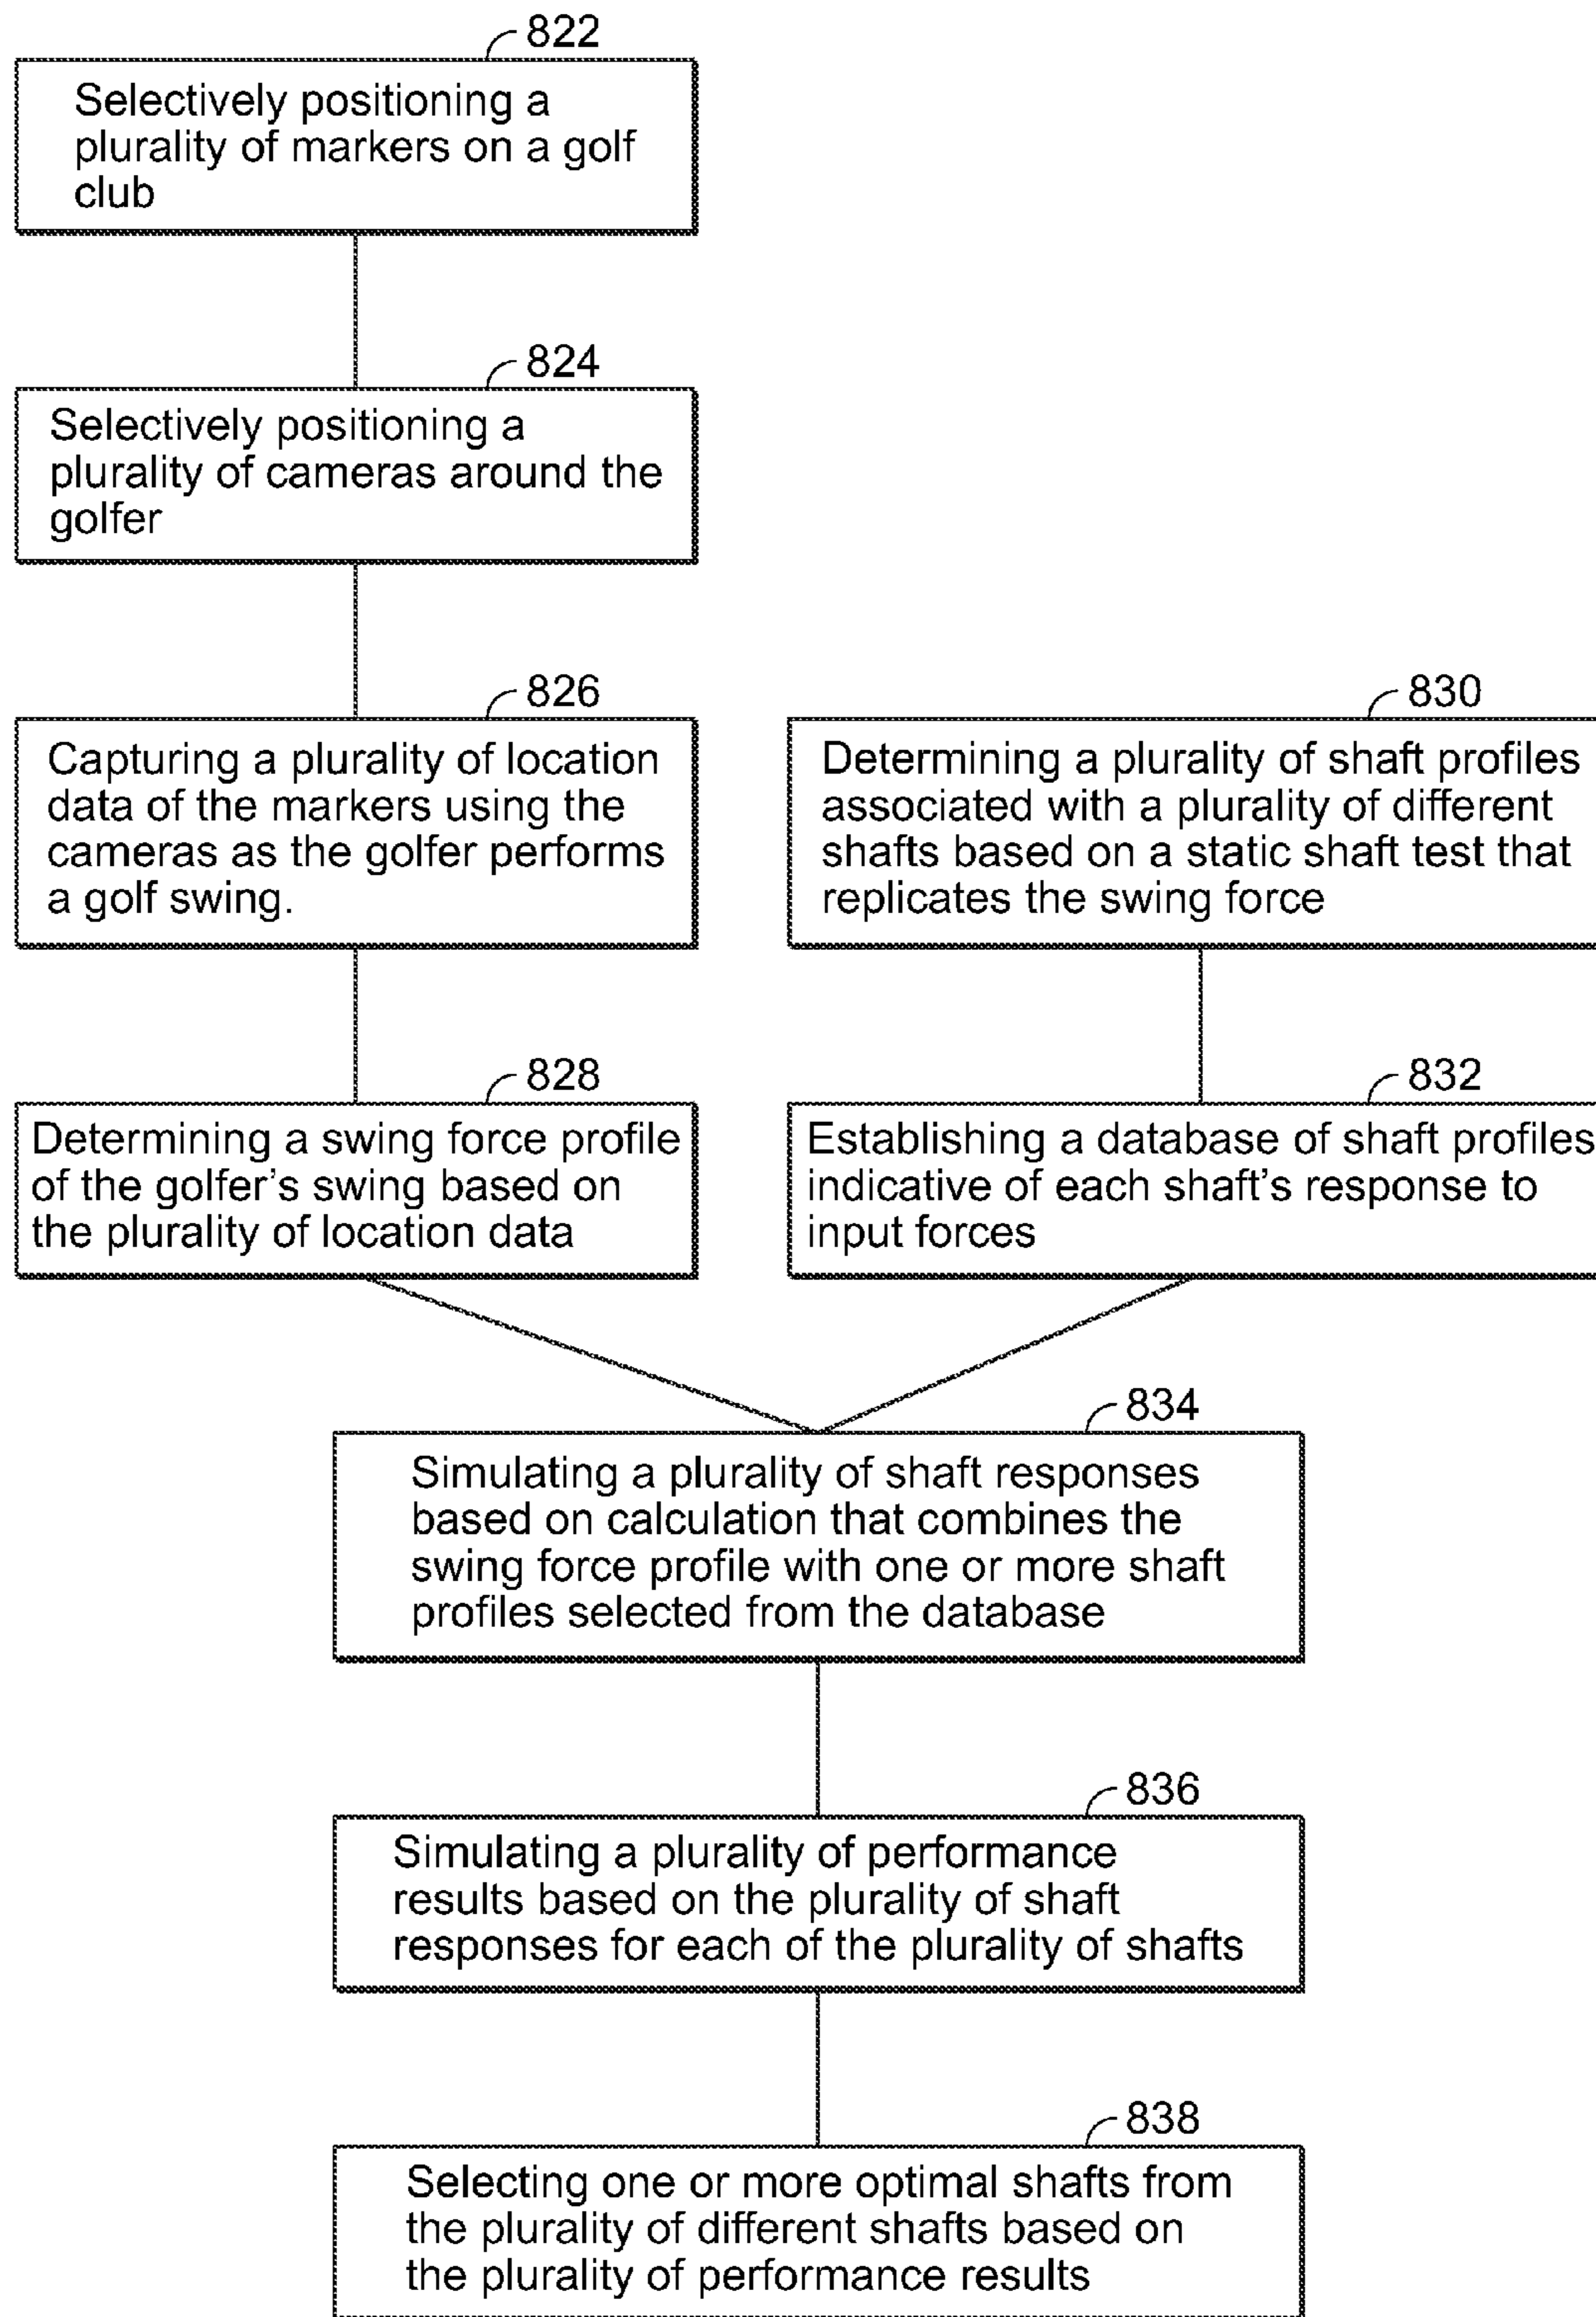 822
Selectively positioning a
plurality of markers on a golf
club
824
Selectively positioning a
plurality of cameras around the
golfer
826
Capturing a plurality of location
data of the markers using the
cameras as the golfer performs
a golf swing.
828
Determining a swing force profile
of the golfer's swing based on
the plurality of location data
830
Determining a plurality of shaft profiles
associated with a plurality of different
shafts based on a static shaft test that
replicates the swing force
832
Establishing a database of shaft profiles
indicative of each shaft's response to
input forces
834
Simulating a plurality of shaft responses
based on calculation that combines the
swing force profile with one or more shaft
profiles selected from the database
836
Simulating a plurality of performance
results based on the plurality of shaft
responses for each of the plurality of shafts
838
Selecting one or more optimal shafts from
the plurality of different shafts based on
the plurality of performance results